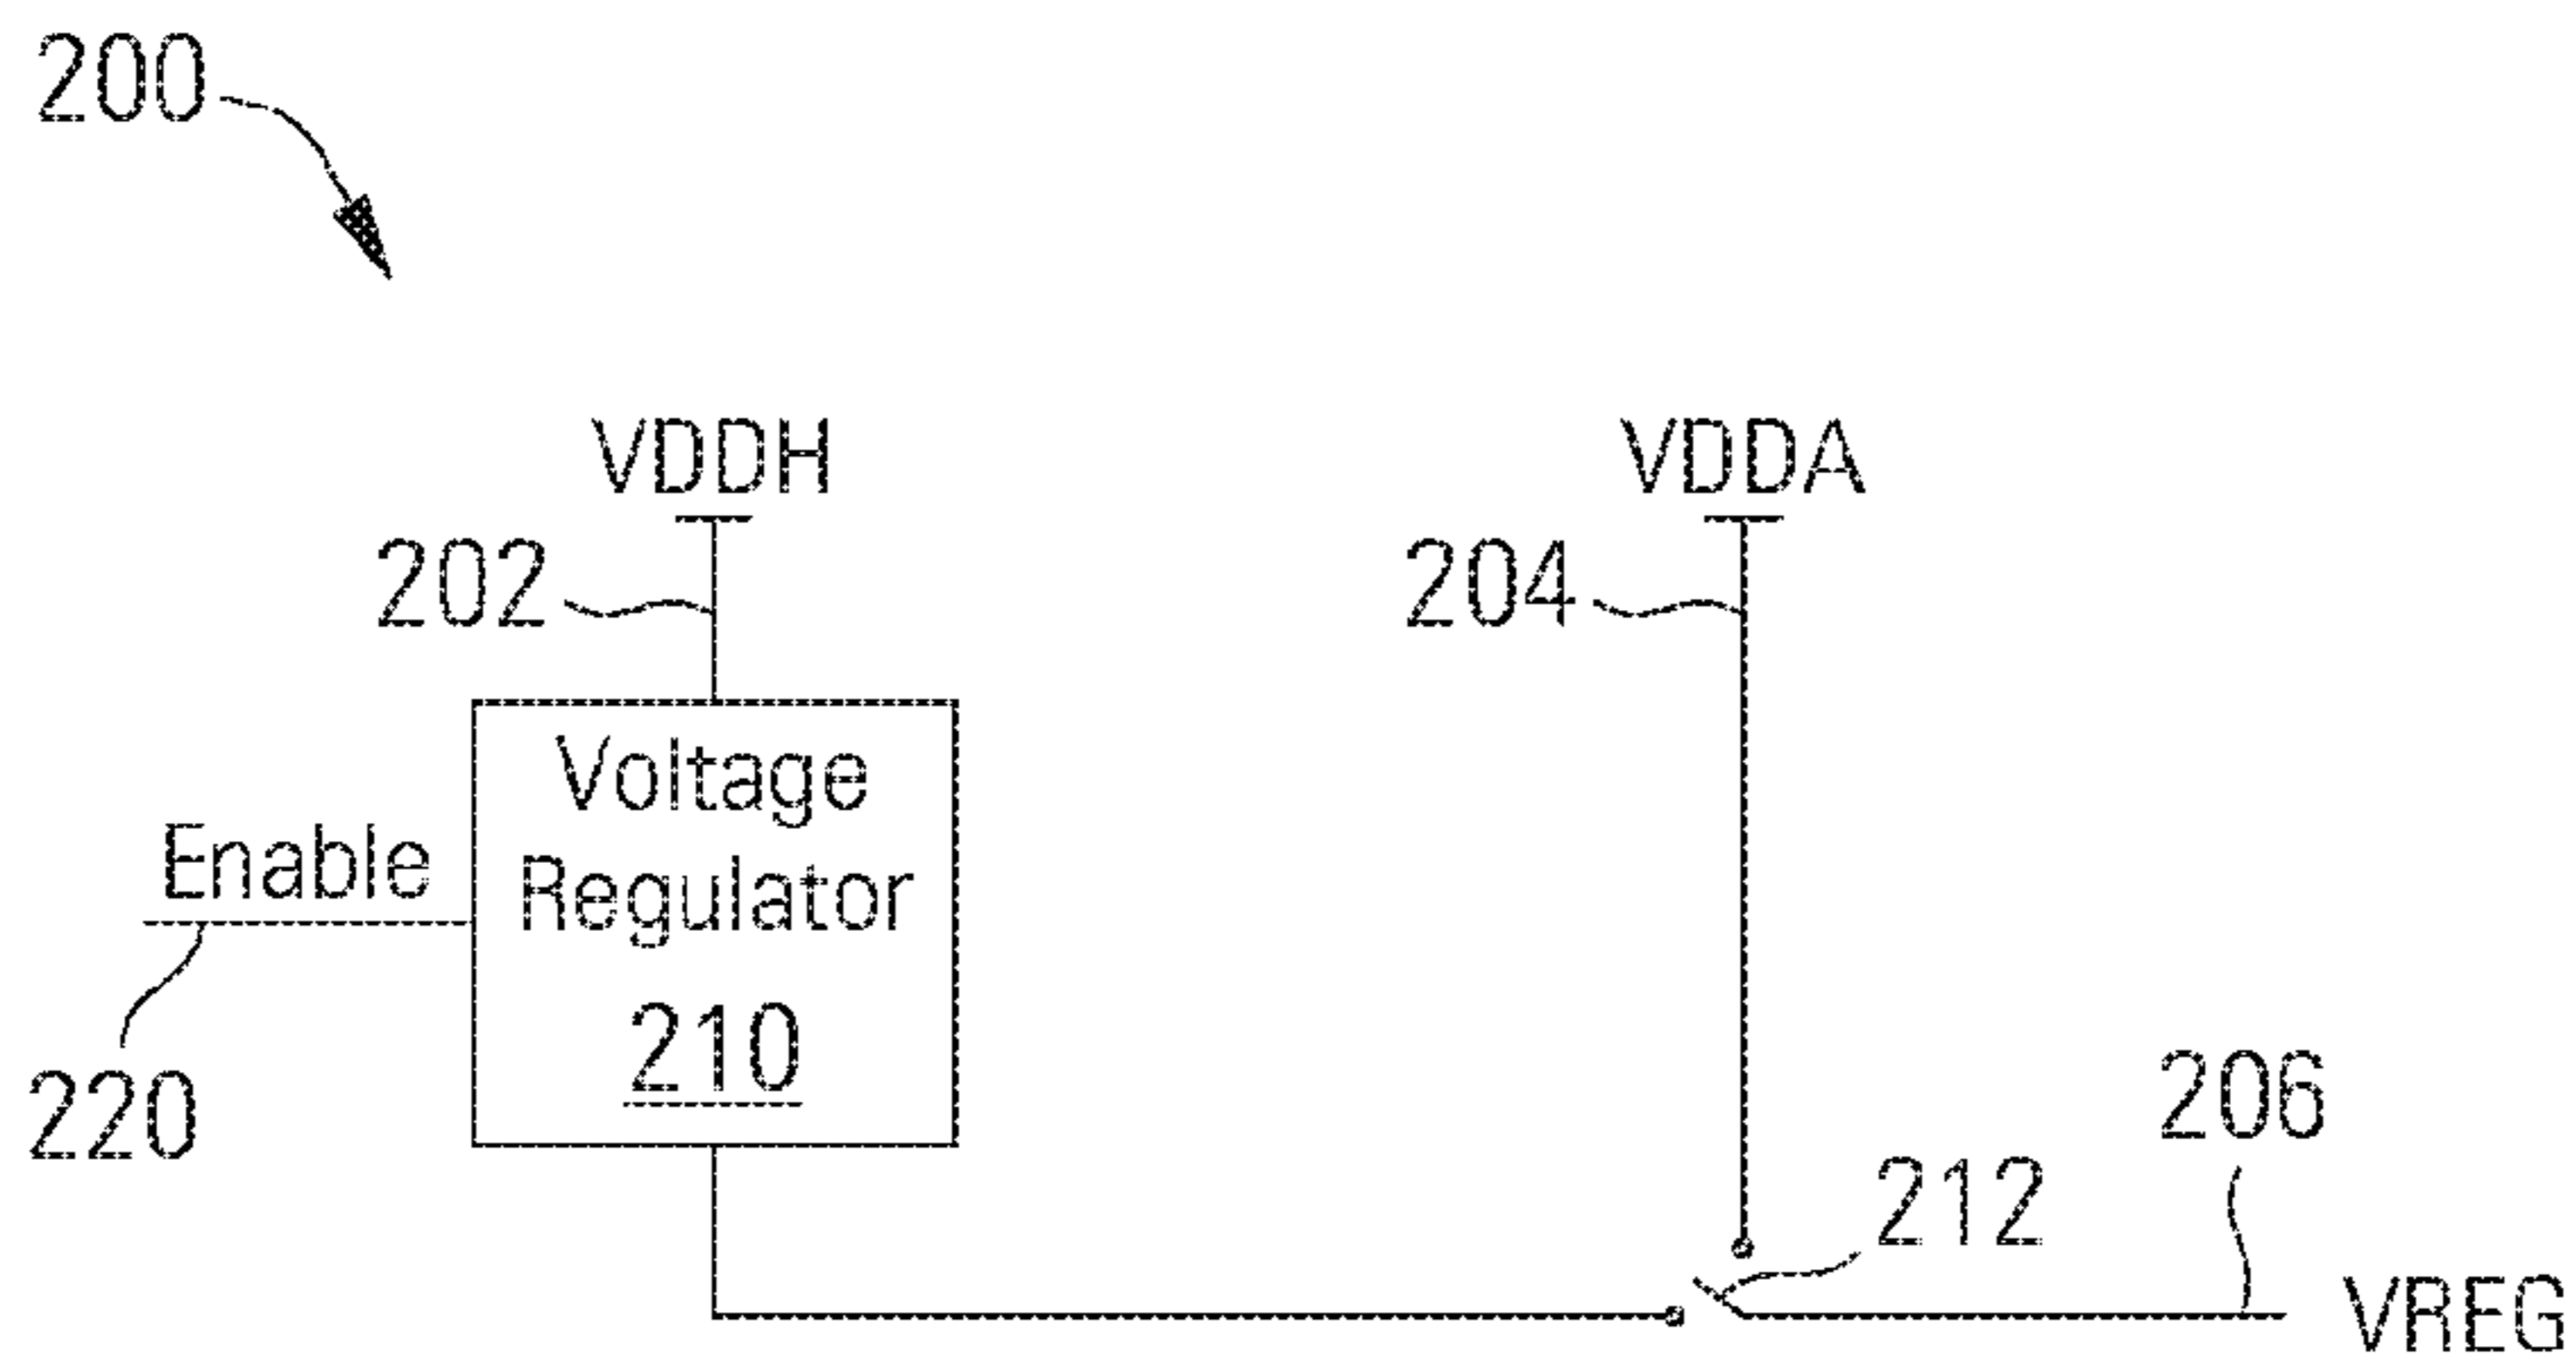 200
VDDH
VDDA
202
204
Voltage
Regulator
210
Enable
220
206
212
VREG